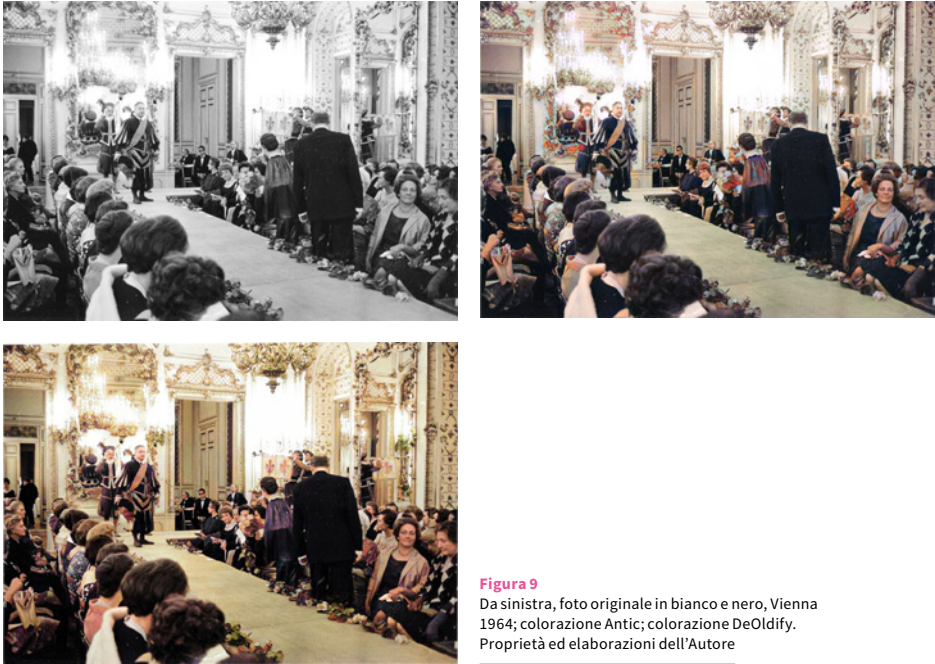 Figura 9
Da sinistra, foto originale in bianco e nero, Vienna
1964; colorazione Antic; colorazione DeOldify.
Proprietà ed elaborazioni dell’Autore